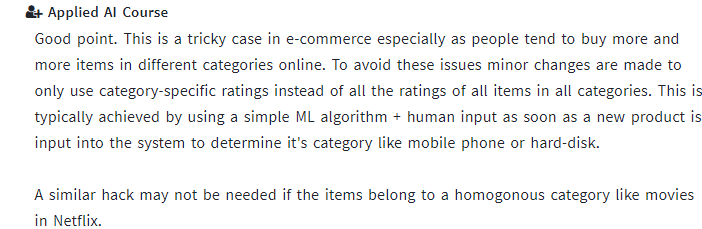 Applied AI Course
Good point. This is a tricky case in e-commerce especially as people tend to buy more and
more items in different categories online. To avoid these issues minor changes are made to
only use category-specific ratings instead of all the ratings of all items in all categories. This is
typically achieved by using a simple ML algorithm + human input as soon as a new product is
input into the system to determine it's category like mobile phone or hard-disk.
A similar hack may not be needed if the items belong to a homogonous category like movies
in Netflix.